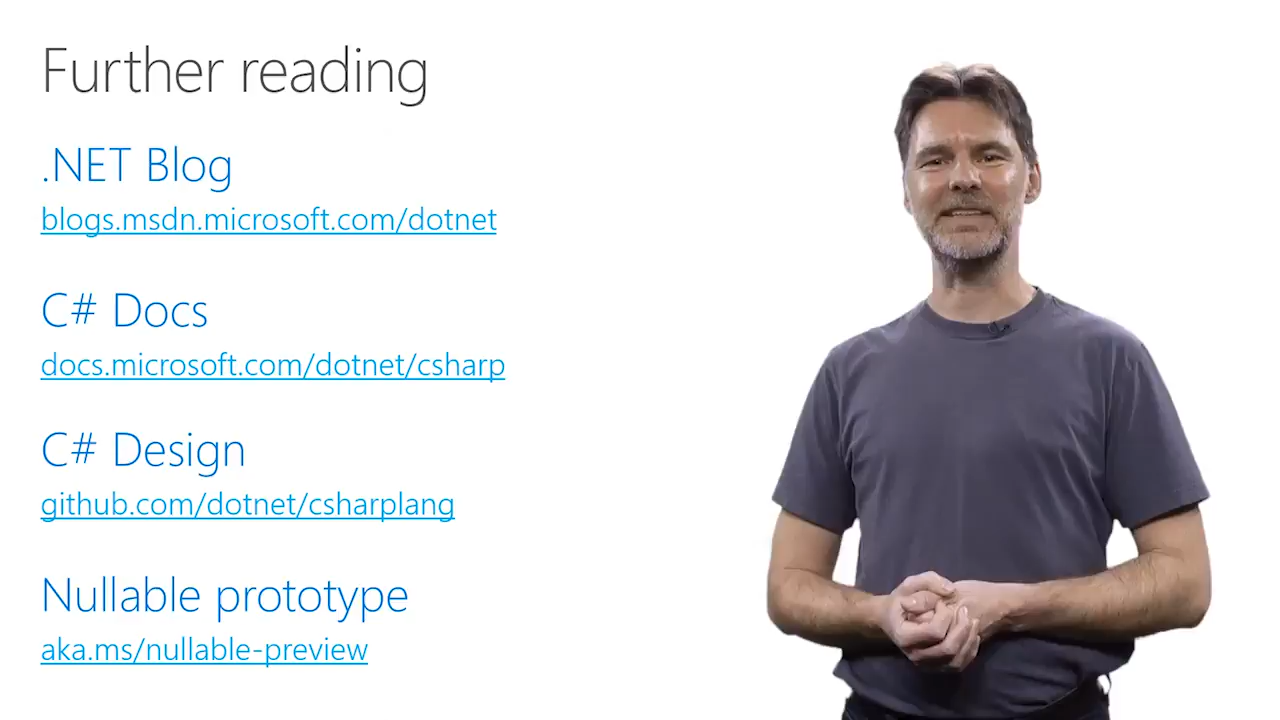 Further reading
.NET Blog
blogs.msdn.microsoft.com/dotnet
C# Docs
docs.microsoft.com/dotnet/csharp
C# Design
github.com/dotnet/csharplang
Nullable prototype
aka.ms/nullable-preview